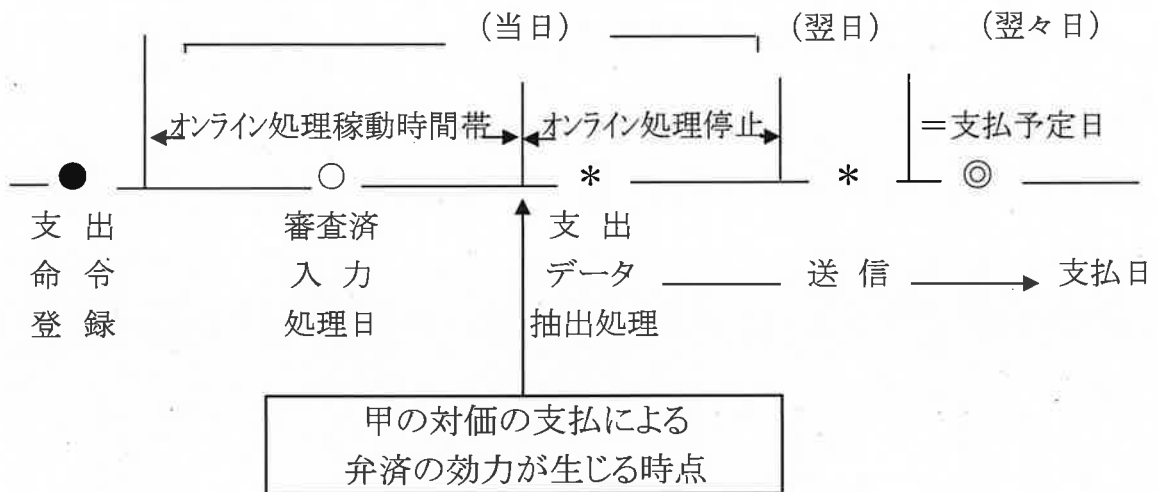 (当日) (翌日) (翌々日)
オンライン処理稼動時間帯 オンライン処理停止 =支払予定日
● ○ * * ◎
支出 審査済 支出
命令 入力 データ 送信 支払日
登録 処理日 抽出処理
甲の対価の支払による
弁済の効力が生じる時点